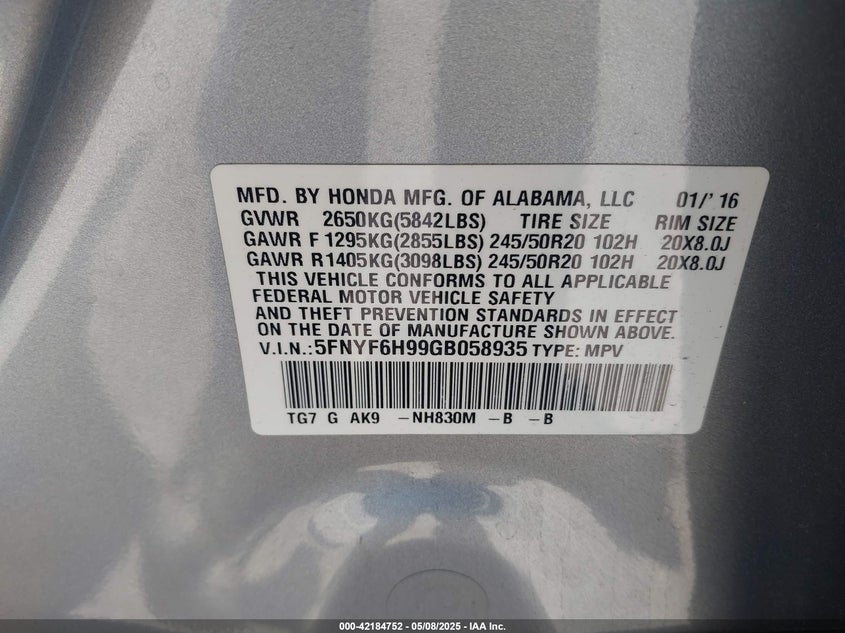 MFD. BY HONDA MFG. OF ALABAMA, LLC 01/'16
GVWR 2650KG(5842LBS) TIRE SIZE RIM SIZE
GAWR F 1295KG(2855LBS) 245/50R20 102H 20X8.0J
GAWR R1405KG(3098LBS) 245/50R20 102H 20X8.0J
THIS VEHICLE CONFORMS TO ALL APPLICABLE
FEDERAL MOTOR VEHICLE SAFETY
AND THEFT PREVENTION STANDARDS IN EFFECT
ON THE DATE OF MANUFACTURE SHOWN ABOVE.
V.I.N.:5FNYF6H99GB058935 TYPE: MPV
TG7 G AK9 -NH830M -B -B
000-42184752 - 05/08/2025 - IAA Inc.